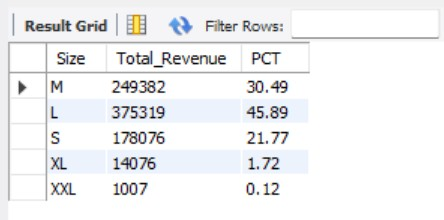 Result Grid Filter Rows:
Size Total_Revenue PCT
M 249382 30.49
L 375319 45.89
S 178076 21.77
XL 14076 1.72
XXL 1007 0.12